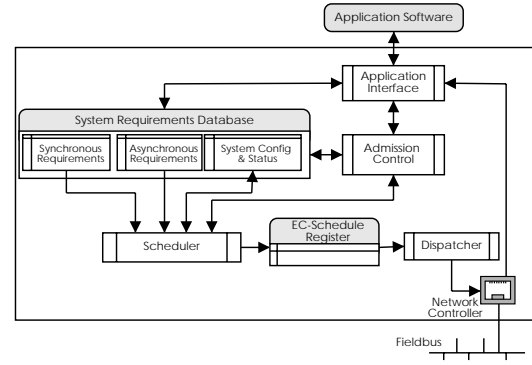 Application Software
Application
Interface
System Requirements Database
Synchronous
Requirements
Asynchronous
Requirements
System Config
& Status
Admission
Control
Scheduler
EC-Schedule
Register
Dispatcher
Network
Controller
Fieldbus